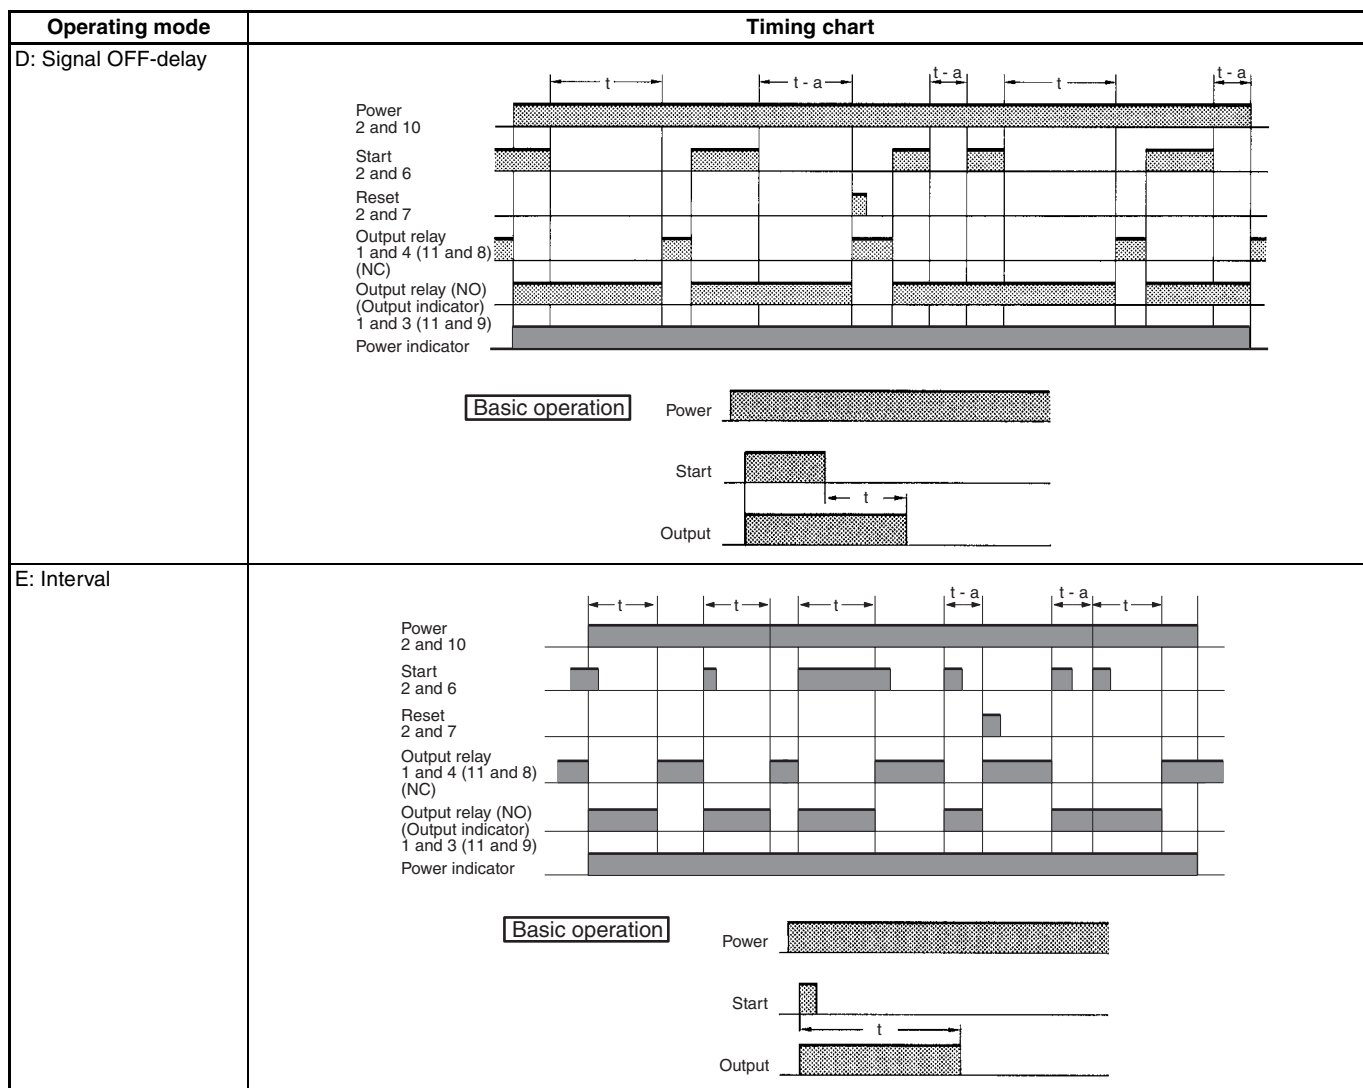 Operating mode
Timing chart
D: Signal OFF-delay
t
t - a
t - a
t
t - a
Power
2 and 10
Start
2 and 6
Reset
2 and 7
Output relay
1 and 4 (11 and 8)
(NC)
Output relay (NO)
(Output indicator)
1 and 3 (11 and 9)
Power indicator
Basic operation
Power
Start
t
Output
E: Interval
t
t
t
t - a
t - a
t
Power
2 and 10
Start
2 and 6
Reset
2 and 7
Output relay
1 and 4 (11 and 8)
(NC)
Output relay (NO)
(Output indicator)
1 and 3 (11 and 9)
Power indicator
Basic operation
Power
Start
t
Output